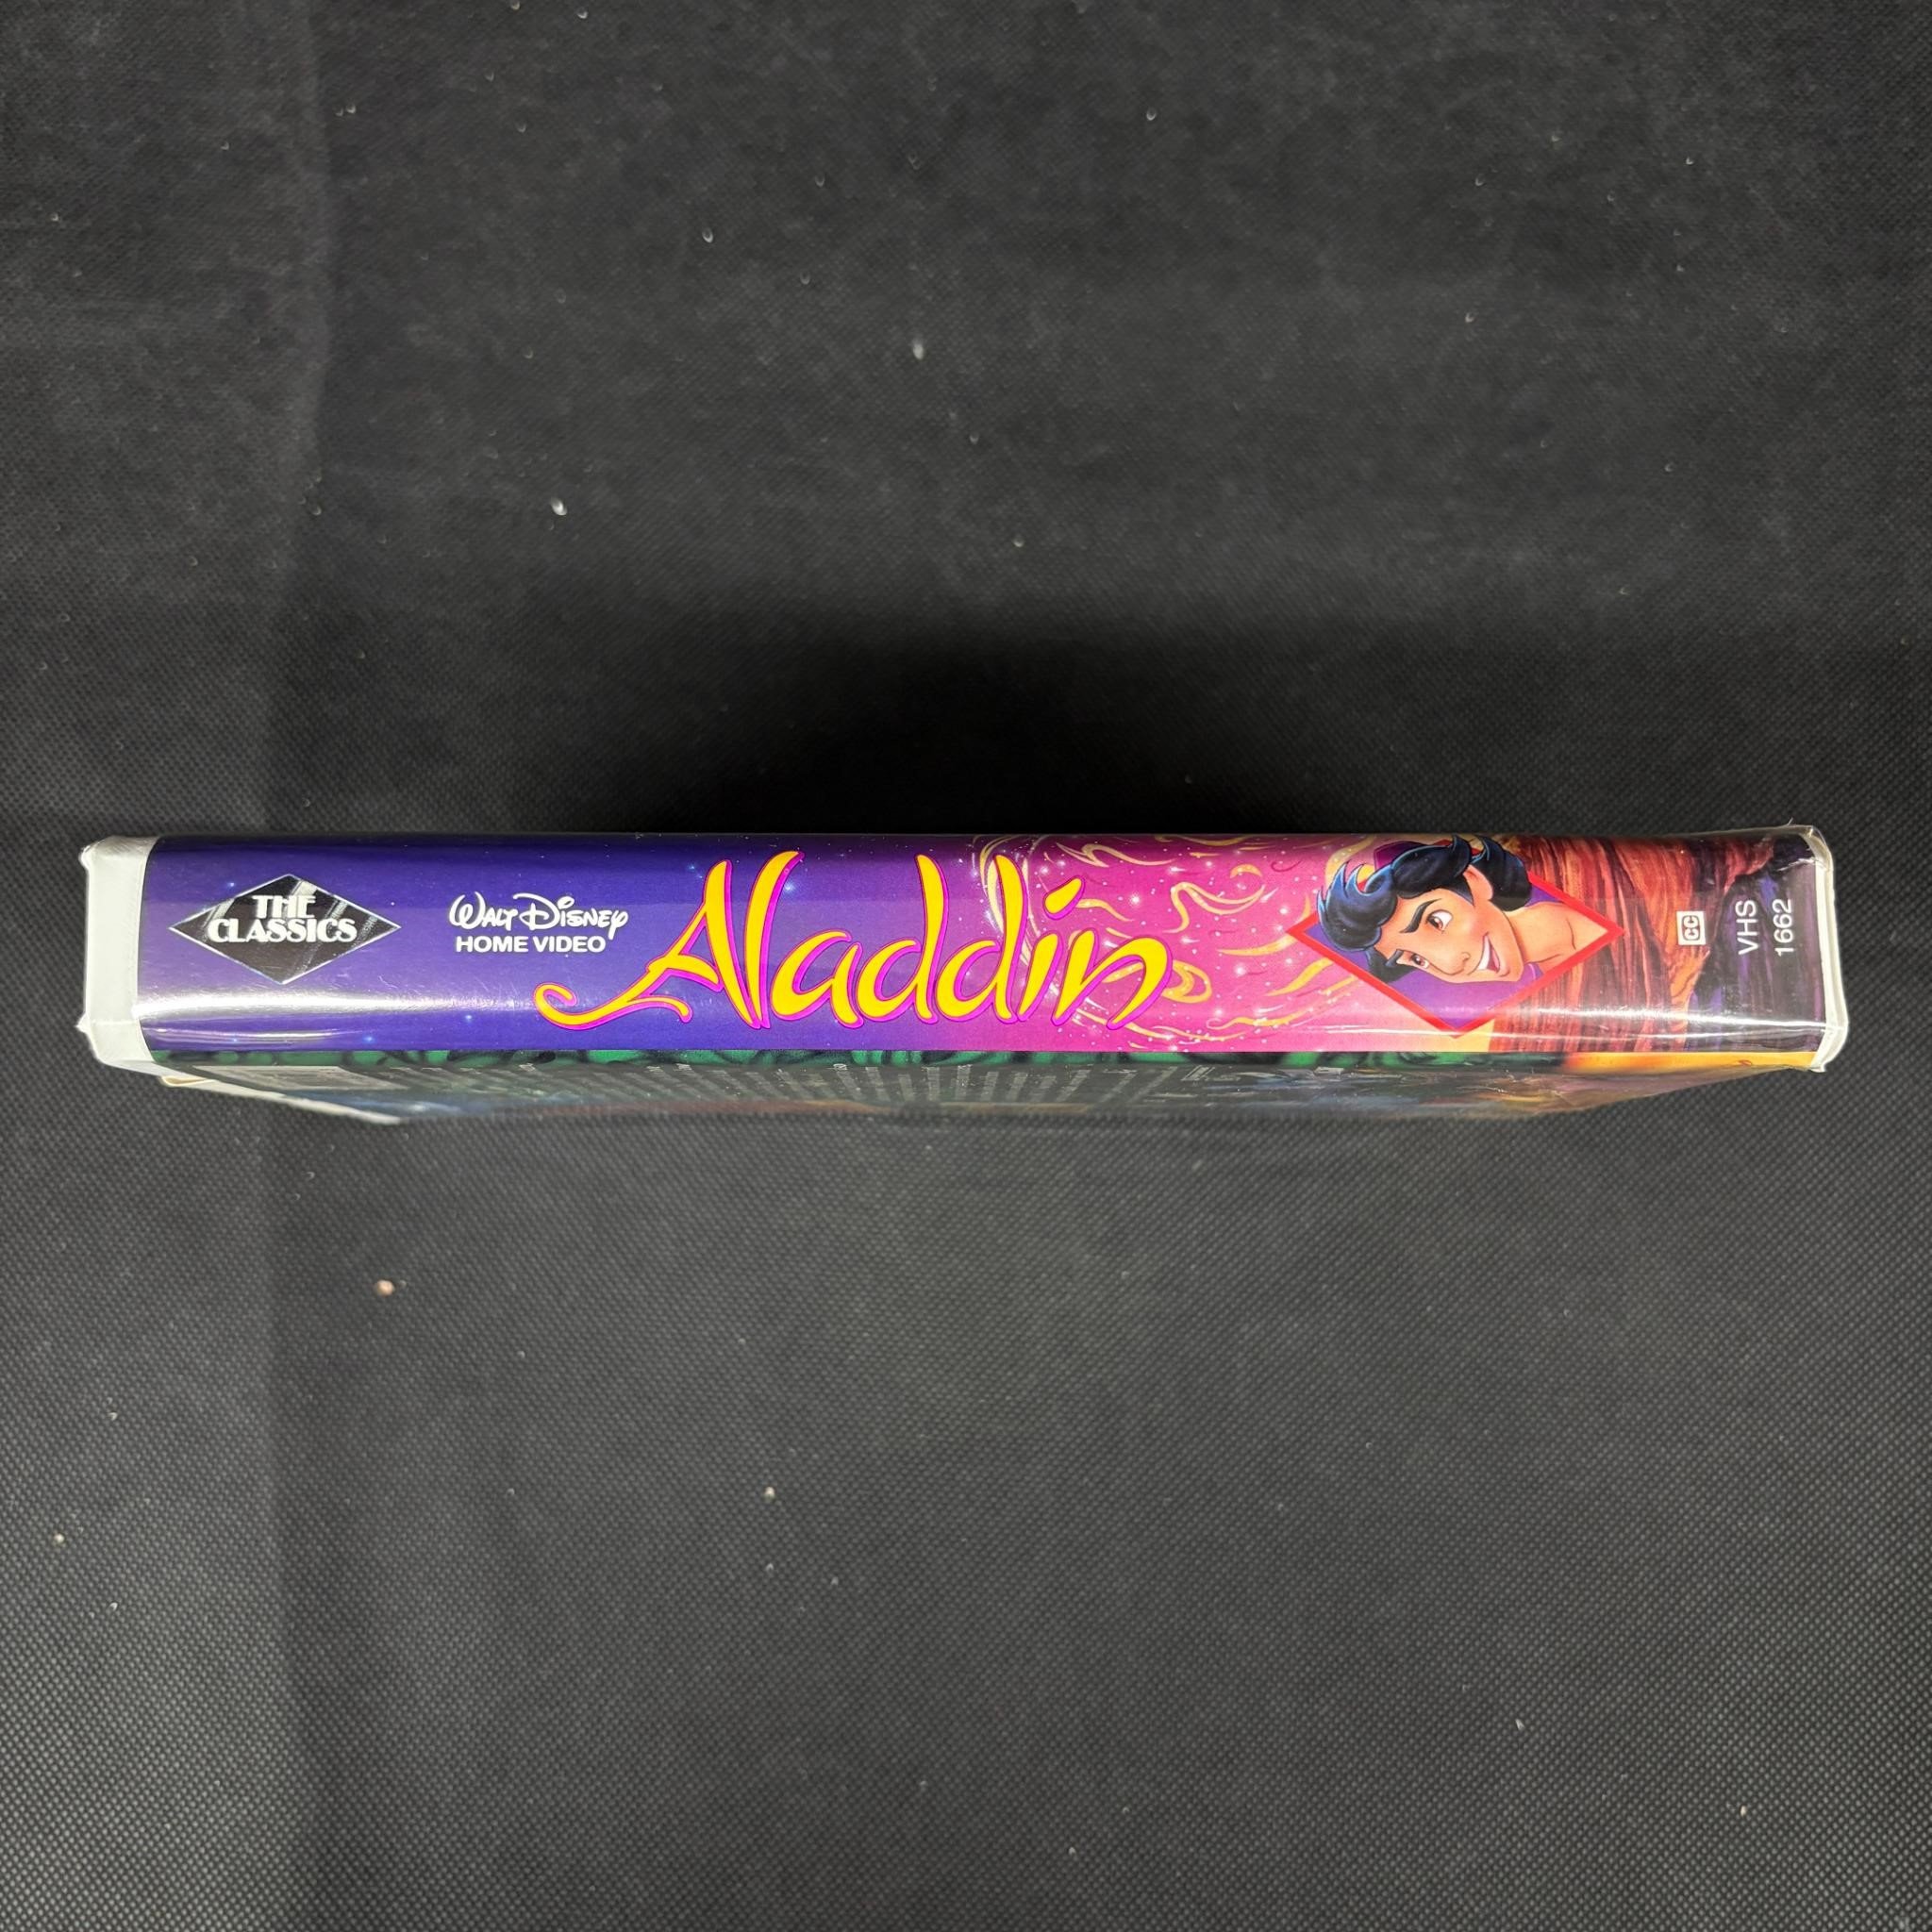 THE
CLASSICS
WALT DISNEY
HOME VIDEO
Aladdin
CC
VHS
1662